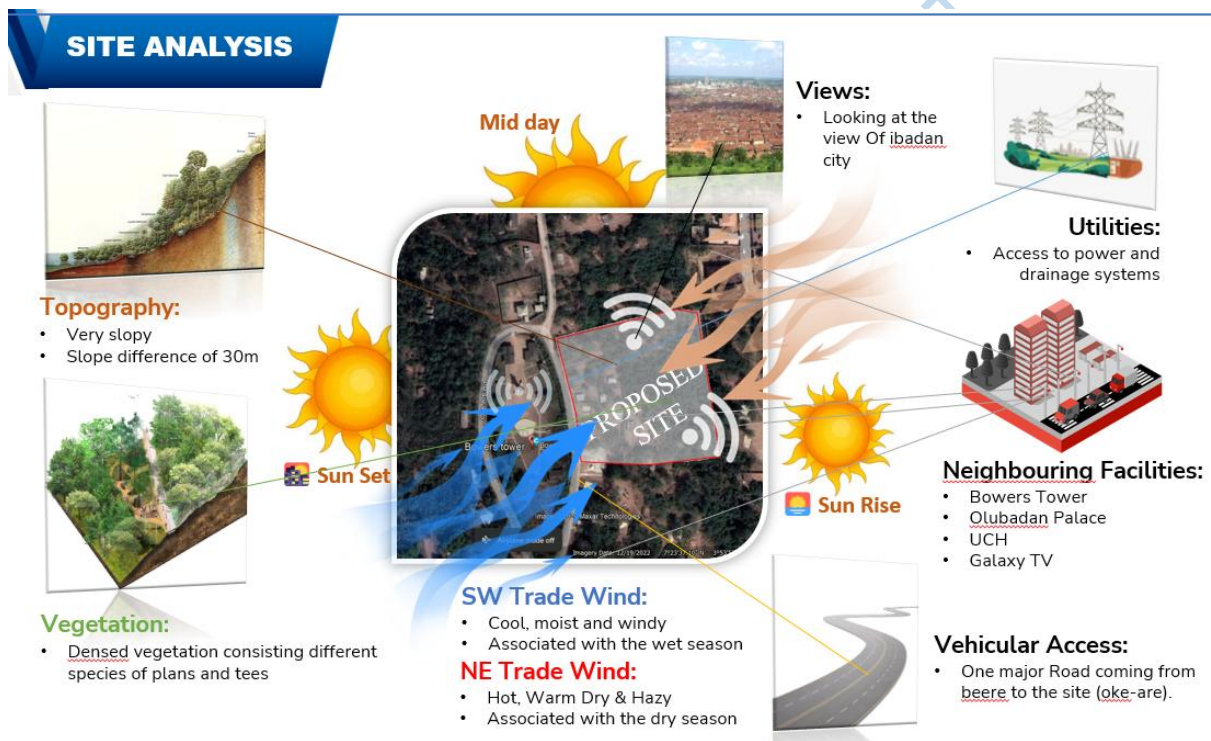 SITE ANALYSIS
Mid day
Views:
• Looking at the
view Of ibadan
city
Utilities:
• Access to power and
drainage systems
Topography:
• Very slopy
• Slope difference of 30m
PROPOSED
SITE
Bowers tower
Sun Set
Sun Rise
Neighbouring Facilities:
• Bowers Tower
• Olubadan Palace
• UCH
• Galaxy TV
Maxar Technologies
Airplane mode off
Imagery Date: 12/19/2022
Vegetation:
• Densed vegetation consisting different
species of plans and tees
SW Trade Wind:
• Cool, moist and windy
• Associated with the wet season
NE Trade Wind:
• Hot, Warm Dry & Hazy
• Associated with the dry season
Vehicular Access:
• One major Road coming from
beere to the site (oke-are).